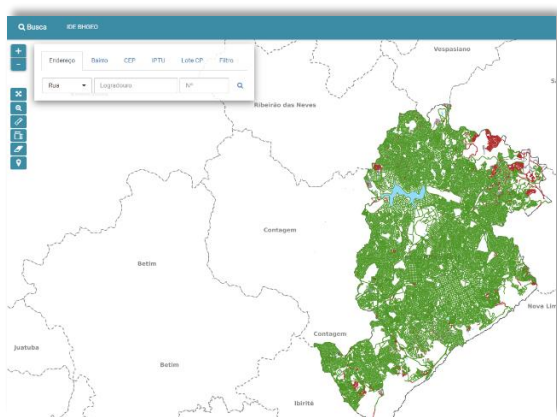 Busca IDE BHGEO
Endereço Bairro CEP IPTU Lote CP Filtro
Rua Logradouro Nº
Vespasiano
Ribeirão das Neves
Contagem
Betim
Nova Lim
Contagem
Juatuba
Betim
Ibirité